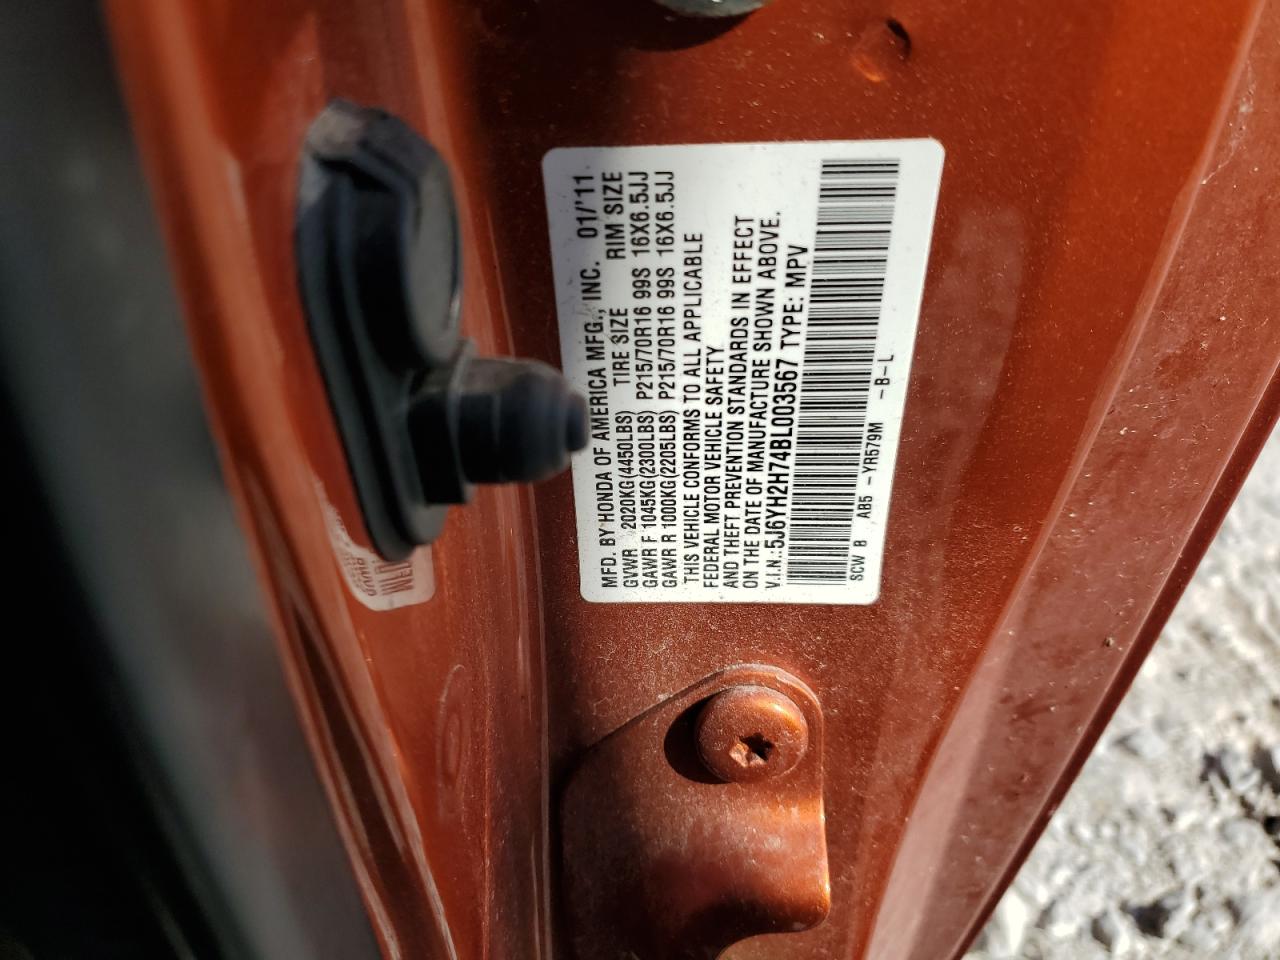 MFD. BY HONDA OF AMERICA MFG., INC. 01/'11
TIRE SIZE RIM SIZE
GVWR 2020KG(4450LBS)
GAWR F 1045KG(2300LBS) P215/70R16 99S 16X6.5JJ
GAWR R 1000KG(2205LBS) P215/70R16 99S 16X6.5JJ
THIS VEHICLE CONFORMS TO ALL APPLICABLE
FEDERAL MOTOR VEHICLE SAFETY
AND THEFT PREVENTION STANDARDS IN EFFECT
ON THE DATE OF MANUFACTURE SHOWN ABOVE.
V.I.N.:5J6YH2H74BL003567 TYPE: MPV
SCW B AB5 -YR579M -B-L